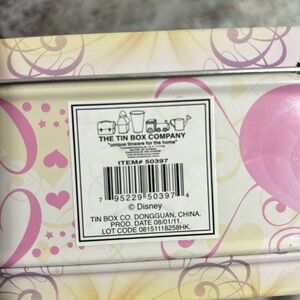 THE TIN BOX COMPANY
"unique tinware for the home"
ITEM# 50397
7 95229 50397 4
© Disney
TIN BOX CO. DONGGUAN, CHINA.
PROD. DATE 08/01/11.
LOT CODE 08151118258HK.